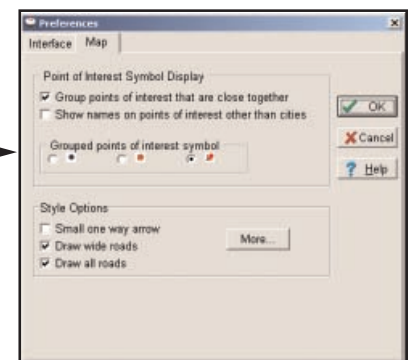 Preferences
Interface Map
Point of Interest Symbol Display
Group points of interest that are close together
Show names on points of interest other than cities
Grouped points of interest symbol
Style Options
Small one way arrow
Draw wide roads
Draw all roads
More...
OK
Cancel
Help